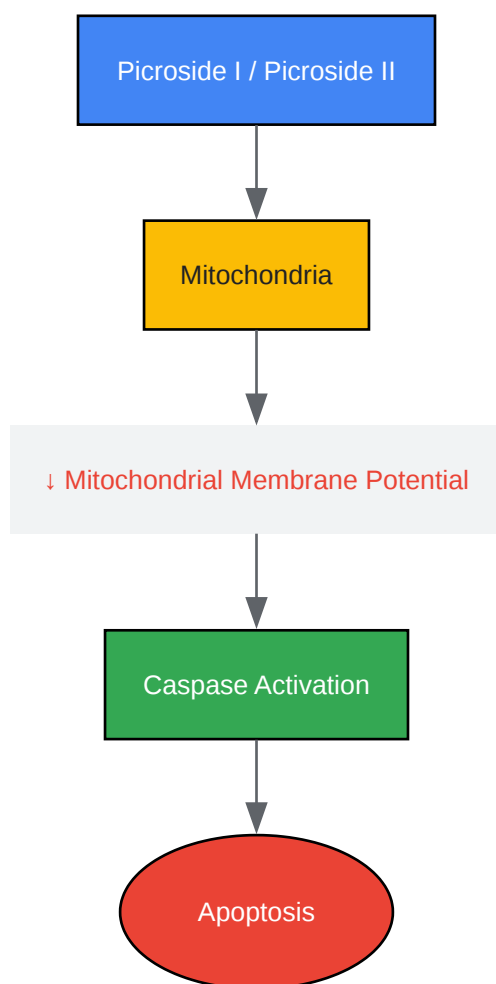 Picroside I / Picroside II
Mitochondria
↓ Mitochondrial Membrane Potential
Caspase Activation
Apoptosis